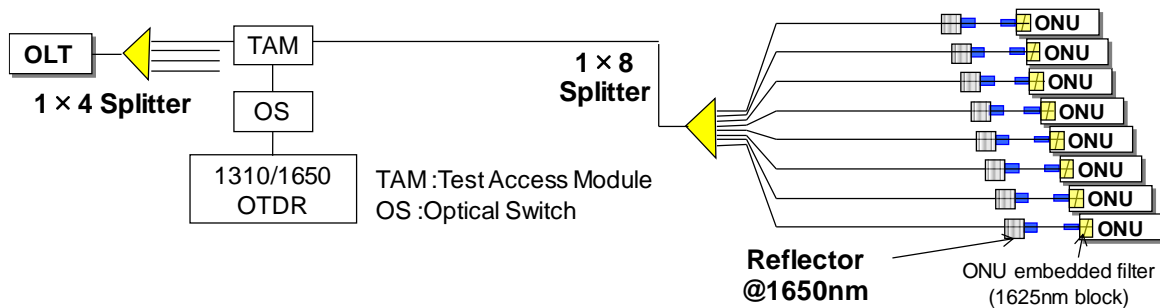 OLT
1 × 4 Splitter
TAM
OS
1310/1650
OTDR
TAM :Test Access Module
OS :Optical Switch
1 × 8
Splitter
ONU
ONU
ONU
ONU
ONU
ONU
ONU
ONU
Reflector
@1650nm
ONU embedded filter
(1625nm block)